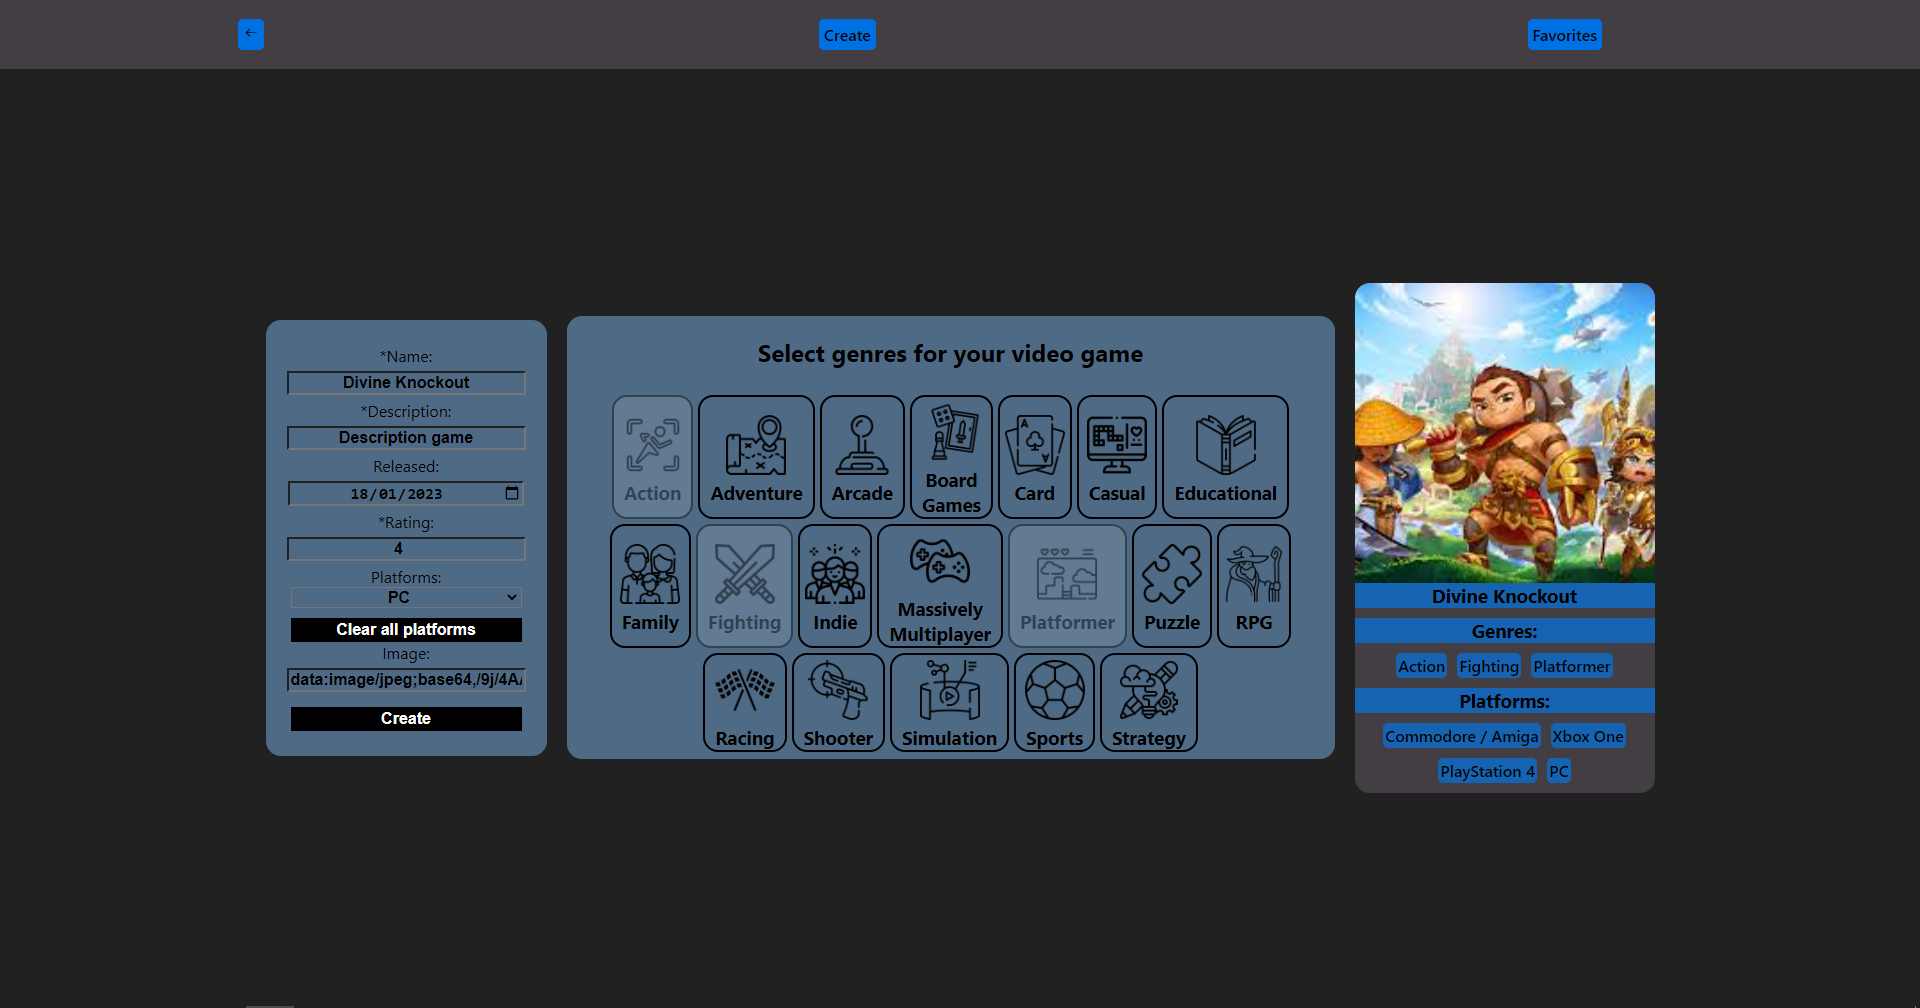 ←
Create
Favorites
*Name:
Divine Knockout
*Description:
Description game
Released:
18/01/2023
*Rating:
4
Platforms:
PC
Clear all platforms
Image:
data:image/jpeg;base64,/9j/4A
Create
Select genres for your video game
Action
Adventure
Arcade
Board
Games
Card
Casual
Educational
Family
Fighting
Indie
Massively
Multiplayer
Platformer
Puzzle
RPG
Racing
Shooter
Simulation
Sports
Strategy
Divine Knockout
Genres:
Action Fighting Platformer
Platforms:
Commodore / Amiga Xbox One
PlayStation 4 PC